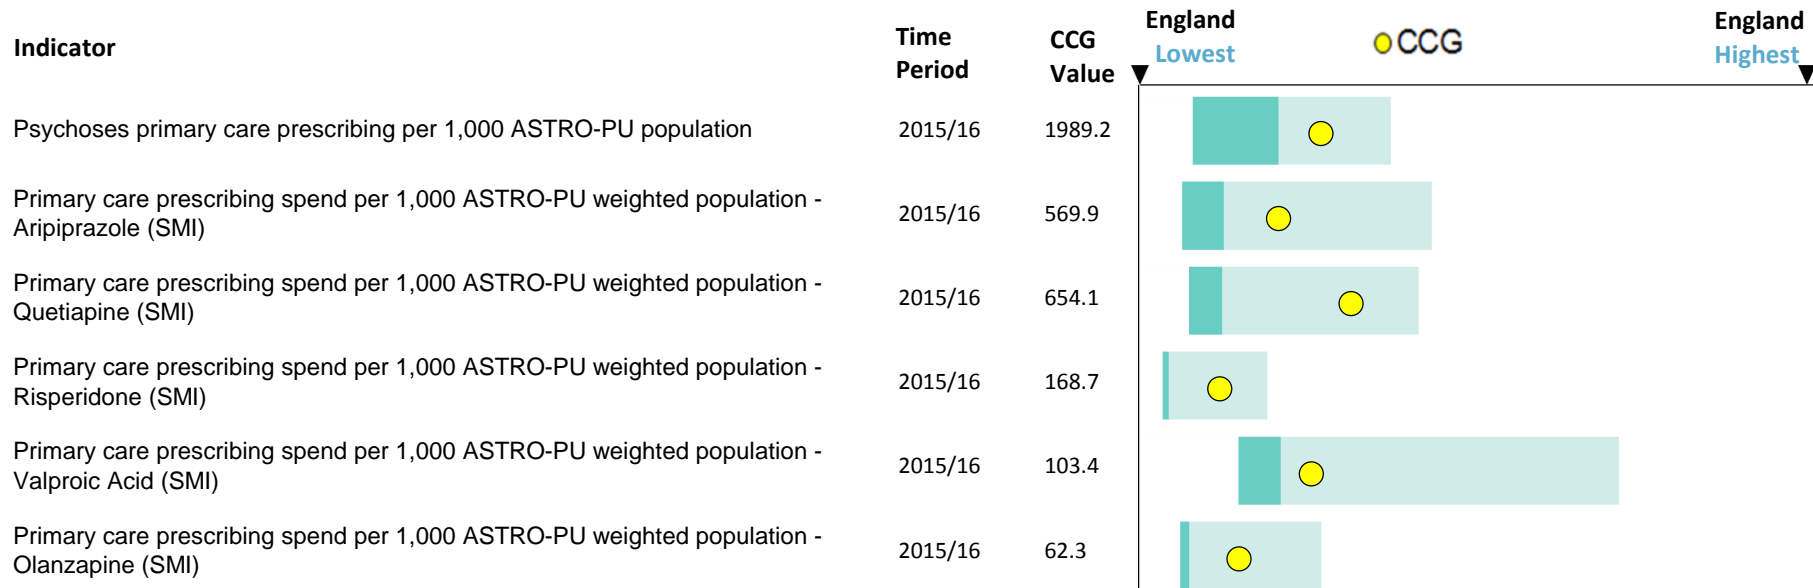 Indicator
Time Period
CCG Value
England Lowest
CCG
England Highest
Psychoses primary care prescribing per 1,000 ASTRO-PU population
2015/16
1989.2
Primary care prescribing spend per 1,000 ASTRO-PU weighted population -
Aripiprazole (SMI)
2015/16
569.9
Primary care prescribing spend per 1,000 ASTRO-PU weighted population -
Quetiapine (SMI)
2015/16
654.1
Primary care prescribing spend per 1,000 ASTRO-PU weighted population -
Risperidone (SMI)
2015/16
168.7
Primary care prescribing spend per 1,000 ASTRO-PU weighted population -
Valproic Acid (SMI)
2015/16
103.4
Primary care prescribing spend per 1,000 ASTRO-PU weighted population -
Olanzapine (SMI)
2015/16
62.3